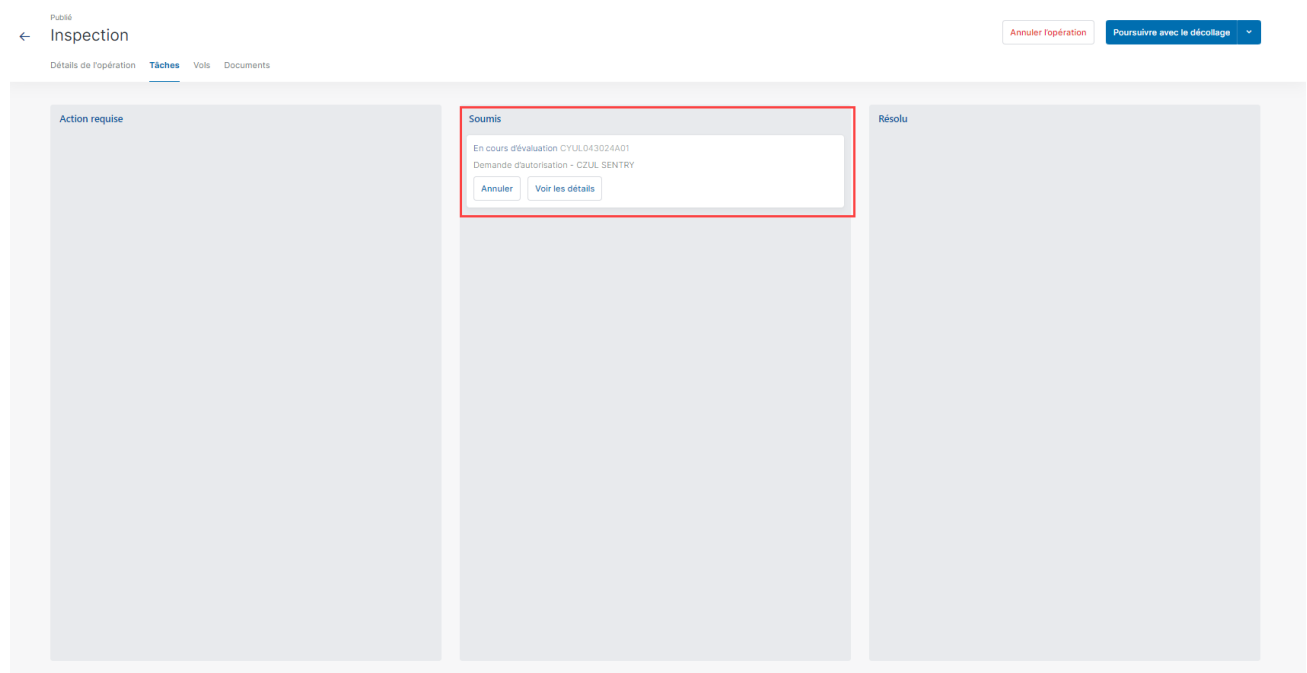 Publié
Inspection
Annuler l'opération
Poursuivre avec le décollage
Détails de l'opération Tâches Vols Documents
Action requise
Soumis
Résolu
En cours d'évaluation CYUL043024A01
Demande d'autorisation - CZUL SENTRY
Annuler Voir les détails